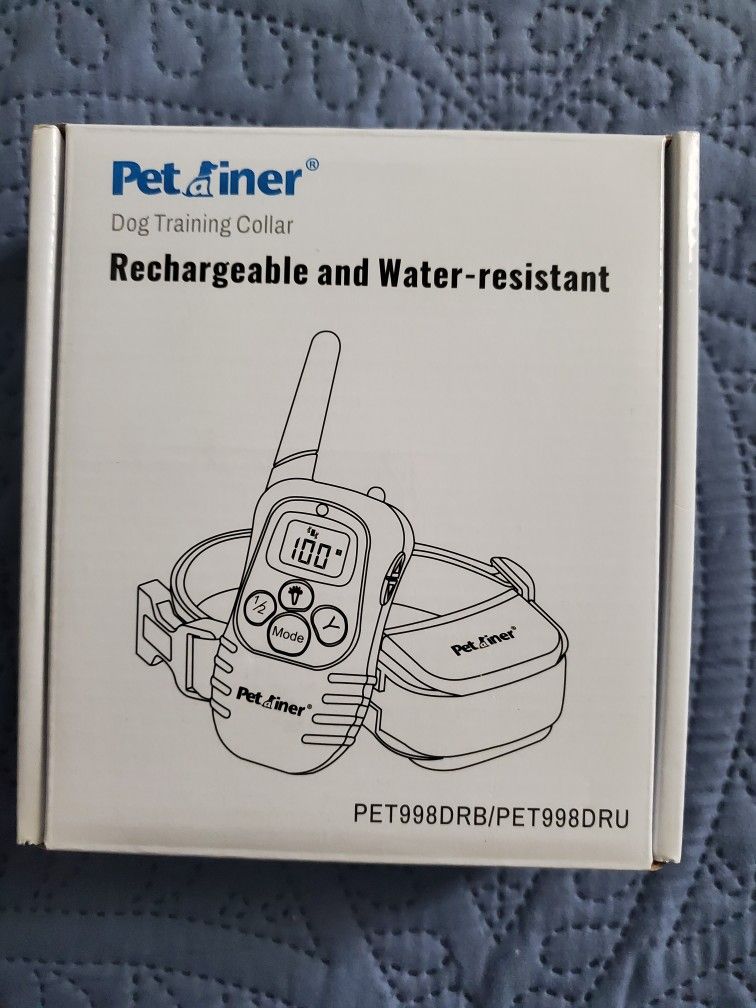 Petainer®
Dog Training Collar
Rechargeable and Water-resistant
100
1/2
Mode
Petainer®
Petainer®
PET998DRB/PET998DRU